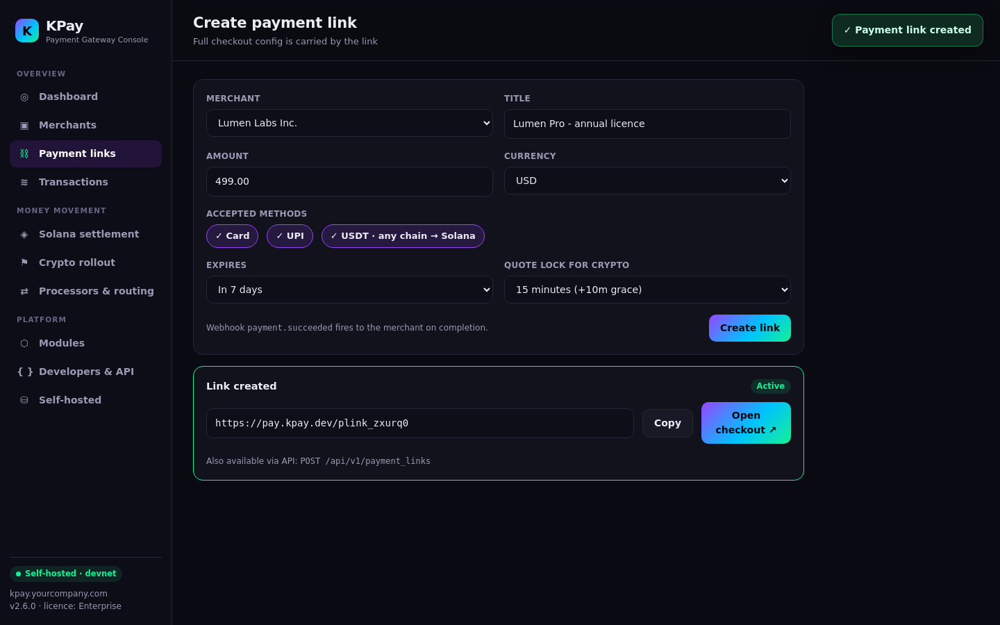 K
KPay
Payment Gateway Console
OVERVIEW
Dashboard
Merchants
Payment links
Transactions
MONEY MOVEMENT
Solana settlement
Crypto rollout
Processors & routing
PLATFORM
Modules
{ } Developers & API
Self-hosted
Self-hosted · devnet
kpay.yourcompany.com
v2.6.0 · licence: Enterprise
Create payment link
Full checkout config is carried by the link
✓ Payment link created
MERCHANT
Lumen Labs Inc.
TITLE
Lumen Pro - annual licence
AMOUNT
499.00
CURRENCY
USD
ACCEPTED METHODS
✓ Card
✓ UPI
✓ USDT · any chain → Solana
EXPIRES
In 7 days
QUOTE LOCK FOR CRYPTO
15 minutes (+10m grace)
Webhook payment.succeeded fires to the merchant on completion.
Create link
Link created
Active
https://pay.kpay.dev/plink_zxurq0
Copy
Open
checkout ↗
Also available via API: POST /api/v1/payment_links